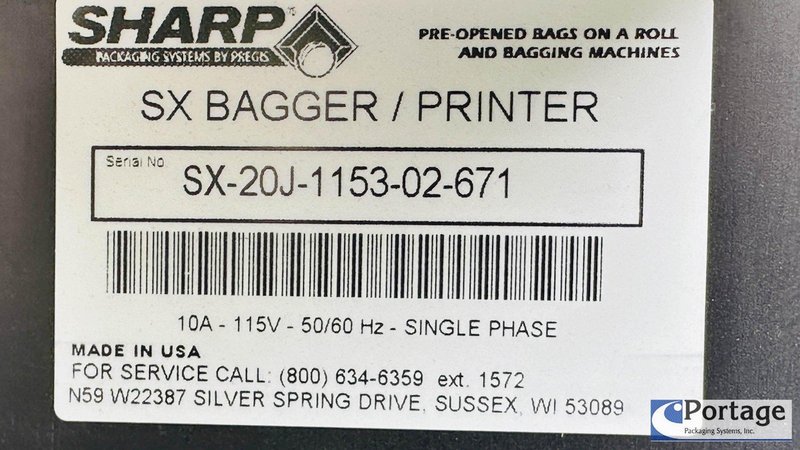 SHARP
PACKAGING SYSTEMS BY PREGIS
PRE-OPENED BAGS ON A ROLL
AND BAGGING MACHINES
SX BAGGER / PRINTER
Serial No
SX-20J-1153-02-671
10A - 115V - 50/60 Hz - SINGLE PHASE
MADE IN USA
FOR SERVICE CALL: (800) 634-6359 ext. 1572
N59 W22387 SILVER SPRING DRIVE, SUSSEX, WI 53089
Portage
Packaging Systems, Inc.